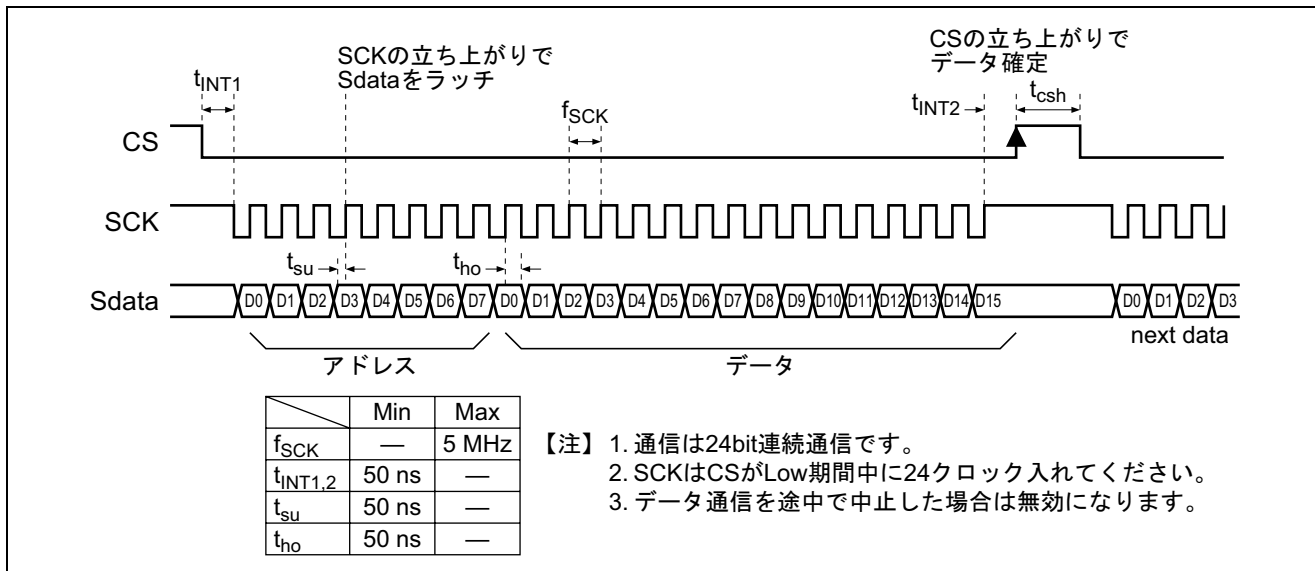 SCKの立ち上がりで
Sdataをラッチ
CSの立ち上がりで
データ確定
tINT1
fSCK
tINT2
tcsh
CS
SCK
tsu
tho
Sdata
D0 D1 D2 D3 D4 D5 D6 D7 D0 D1 D2 D3 D4 D5 D6 D7 D8 D9 D10 D11 D12 D13 D14 D15 D0 D1 D2 D3
next data
アドレス
データ
Min Max
fSCK — 5 MHz
tINT1,2 50 ns —
tsu 50 ns —
tho 50 ns —
【注】 1. 通信は24bit連続通信です。
2. SCKはCSがLow期間中に24クロック入れてください。
3. データ通信を途中で中止した場合は無効になります。